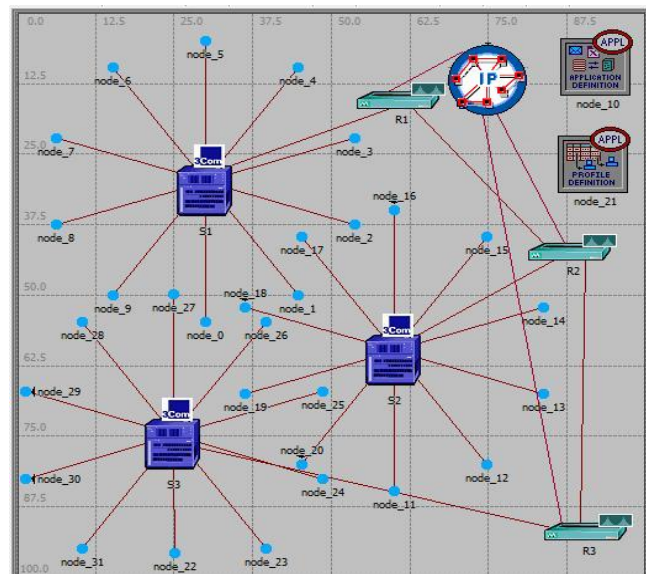 0.0 12.5 25.0 37.5 50.0 62.5 75.0 87.5
node_5
node_6
node_4
APPL
IP
APPLICATION
DEFINITION
12.5
node_10
R1
25.0
node_7
3Com
node_3
APPL
PROFILE
DEFINITION
node_16
node_21
37.5
node_8
S1
node_2
node_17
node_15
R2
50.0
node_9
node_27
node_18
node_1
node_28
node_0
node_26
3Com
node_14
62.5
node_29
node_19
node_25
S2
node_13
3Com
75.0
node_20
node_30
S3
node_24
node_12
87.5
node_11
node_31
node_22
node_23
R3
100.0